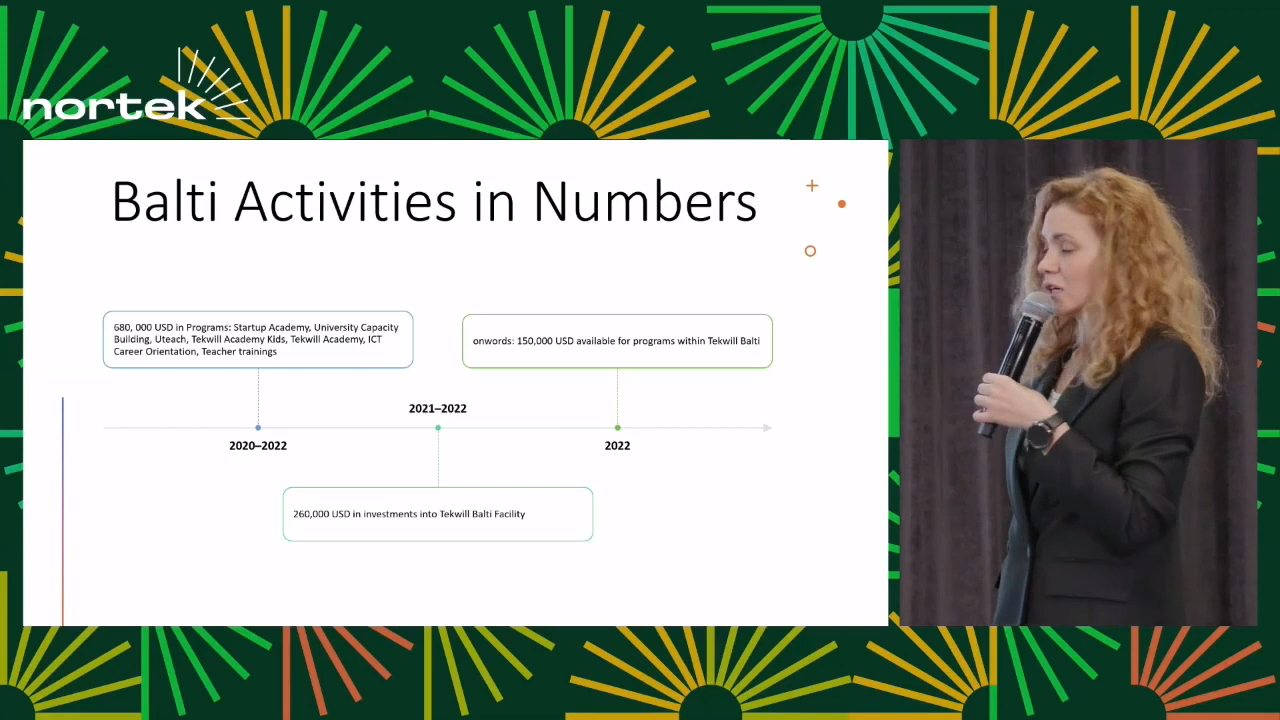 nortek
Balti Activities in Numbers
680, 000 USD in Programs: Startup Academy, University Capacity
Building, Uteach, Tekwill Academy Kids, Tekwill Academy, ICT
Career Orientation, Teacher trainings
onwords: 150,000 USD available for programs within Tekwill Balti
2021–2022
2020–2022
2022
260,000 USD in investments into Tekwill Balti Facility